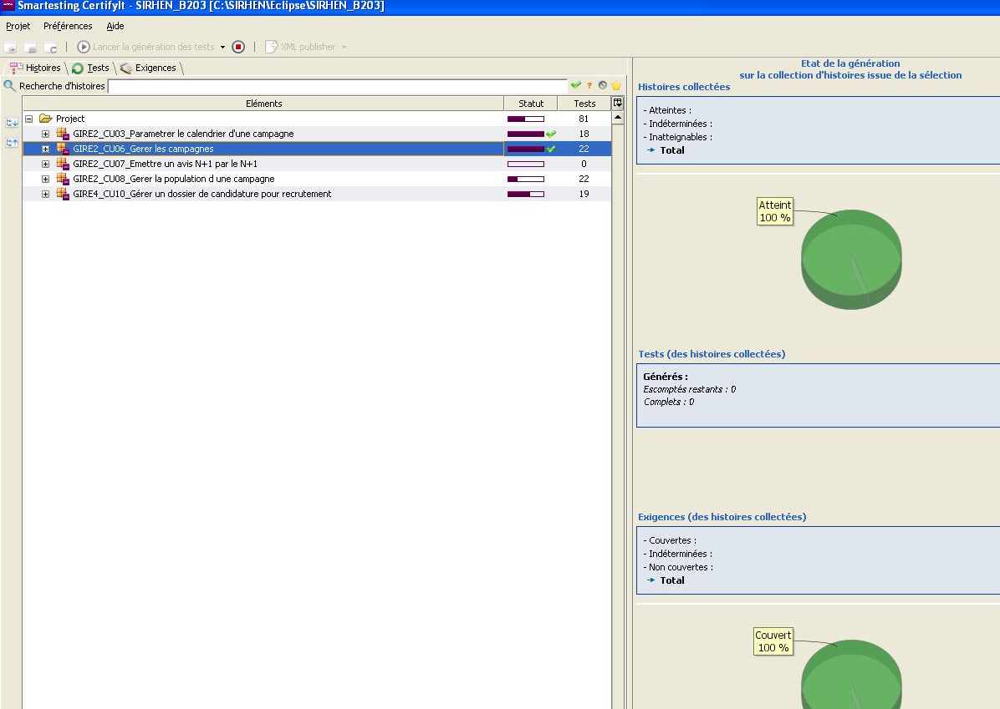 Smartesting CertifyIt - SIRHEN_B203 [C:\SIRHEN\Eclipse\SIRHEN_B203]
Projet Préférences Aide
Lancer la génération des tests XML publisher
Histoires Tests Exigences
Recherche d'histoires
Eléments Statut Tests
Project 81
GIRE2_CU03_Parametrer le calendrier d'une campagne 18
GIRE2_CU06_Gerer les campagnes 22
GIRE2_CU07_Emettre un avis N+1 par le N+1 0
GIRE2_CU08_Gerer la population d une campagne 22
GIRE4_CU10_Gérer un dossier de candidature pour recrutement 19
Etat de la génération
sur la collection d'histoires issue de la sélection
Histoires collectées
- Atteintes :
- Indéterminées :
- Inatteignables :
Total
Atteint
100 %
Tests (des histoires collectées)
Générés :
Escomptés restants : 0
Complets : 0
Exigences (des histoires collectées)
- Couvertes :
- Indéterminées :
- Non couvertes :
Total
Couvert
100 %